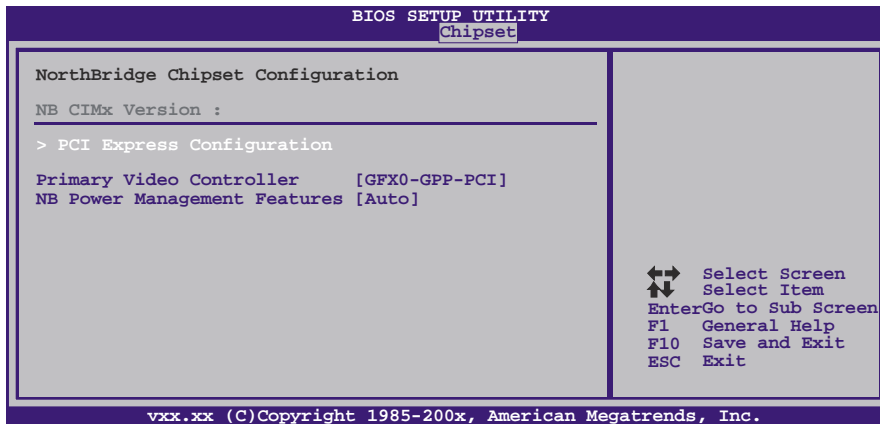 BIOS SETUP UTILITY
Chipset
NorthBridge Chipset Configuration
NB CIMx Version :
> PCI Express Configuration
Primary Video Controller [GFX0-GPP-PCI]
NB Power Management Features [Auto]
Select Screen
Select Item
EnterGo to Sub Screen
F1 General Help
F10 Save and Exit
ESC Exit
vxx.xx (C)Copyright 1985-200x, American Megatrends, Inc.